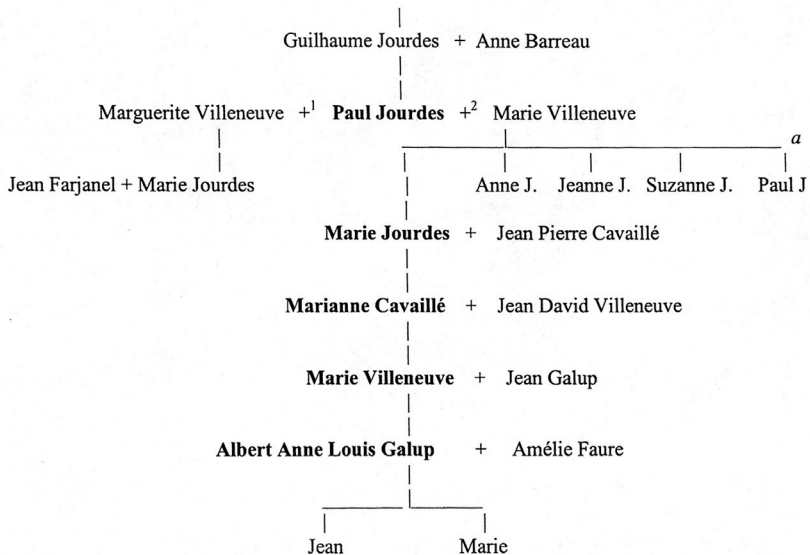 Guilhaume Jourdes + Anne Barreau
Marguerite Villeneuve +1 Paul Jourdes +2 Marie Villeneuve
a
Jean Farjanel + Marie Jourdes Anne J. Jeanne J. Suzanne J. Paul J
Marie Jourdes + Jean Pierre Cavaillé
Marianne Cavaillé + Jean David Villeneuve
Marie Villeneuve + Jean Galup
Albert Anne Louis Galup + Amélie Faure
Jean Marie